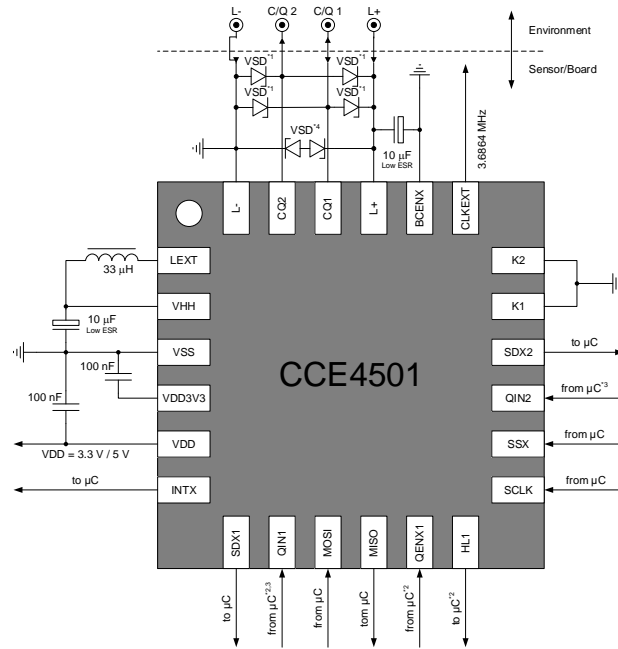 L- C/Q 2 C/Q 1 L+
Environment
Sensor/Board
VSD*1 VSD*1
VSD*1 VSD*1
VSD*4
10 µF
Low ESR
3.6864 MHz
L- CQ2 CQ1 L+ BCENX CLKEXT
LEXT
33 µH
VHH
10 µF
Low ESR
VSS
100 nF
VDD3V3
100 nF
VDD
VDD = 3.3 V / 5 V
INTX
to µC
CCE4501
K2
K1
SDX2
to µC
QIN2
from µC*3
SSX
from µC
SCLK
from µC
SDX1 QIN1 MOSI MISO QENX1 HL1
to µC from µC*2,3 from µC tom µC from µC*2 to µC*2